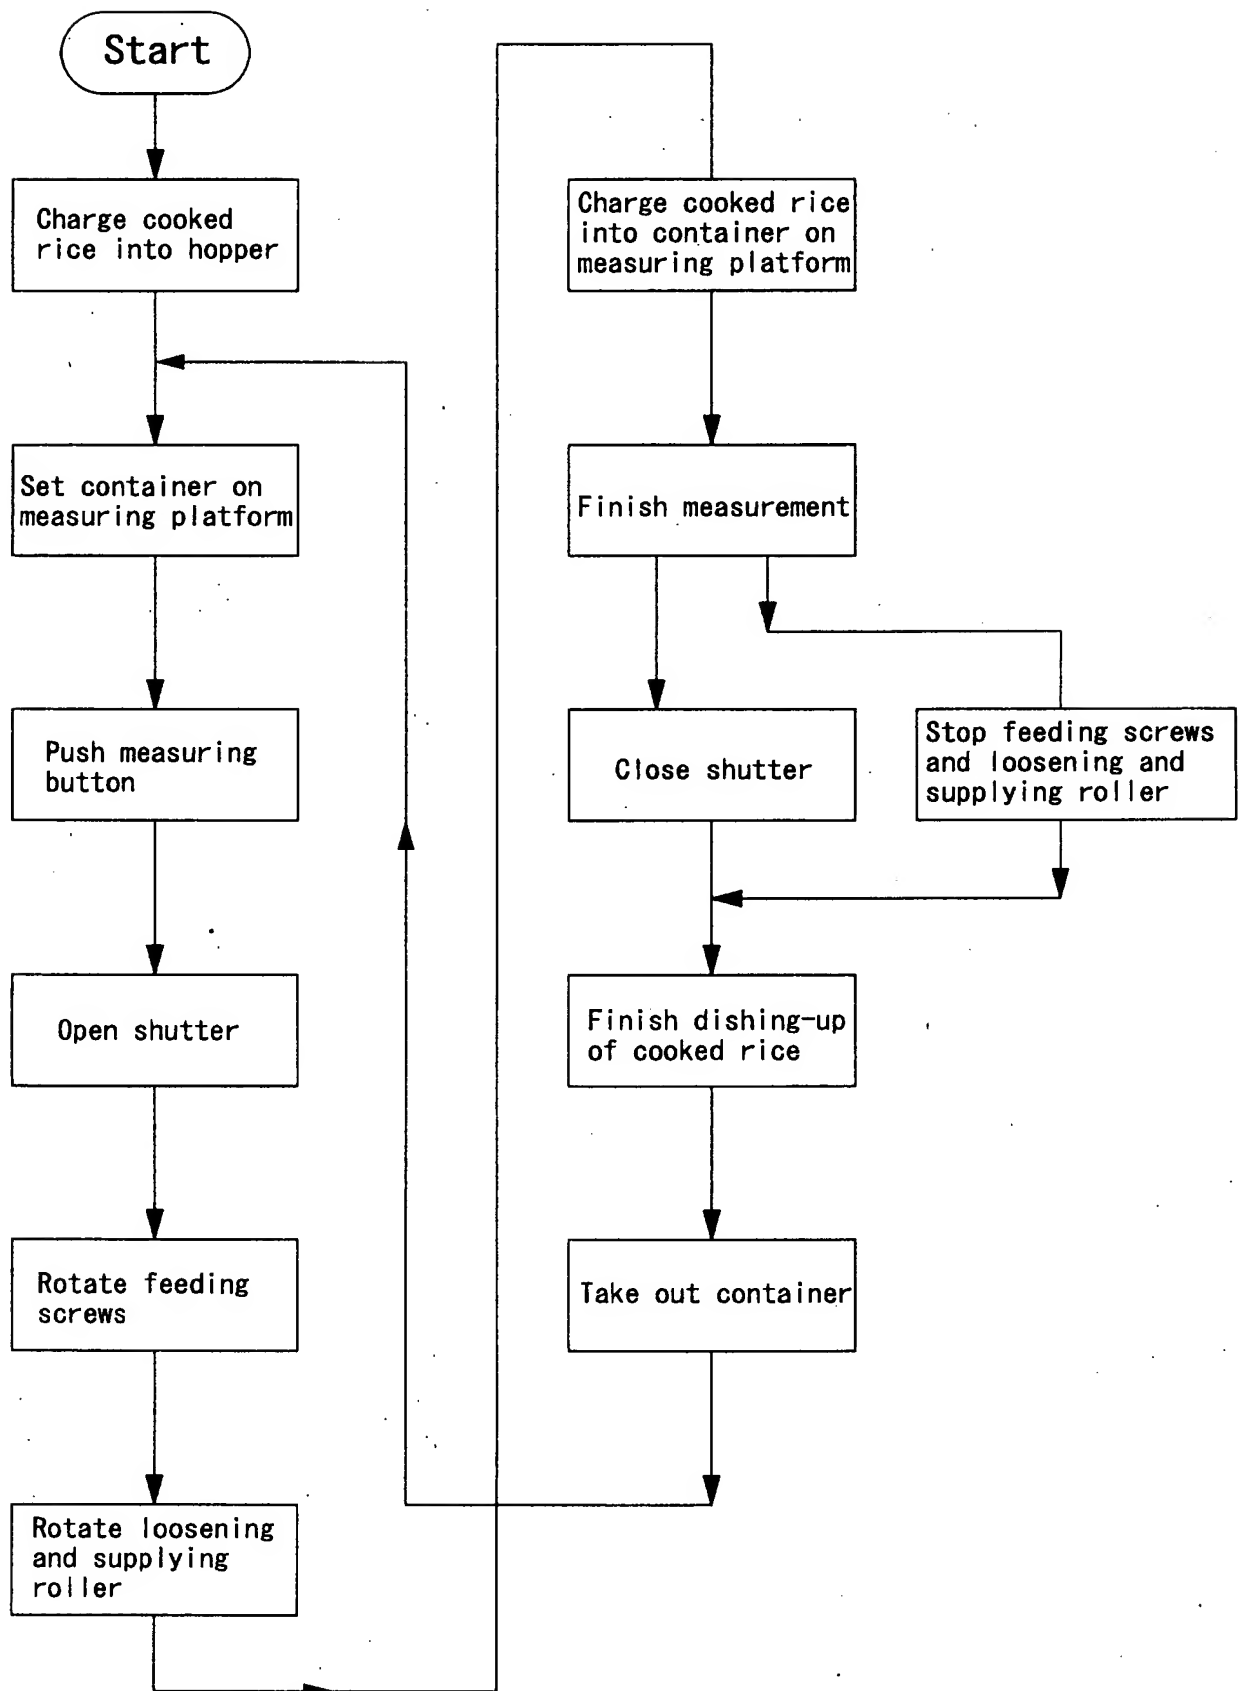 Start
Charge cooked
rice into hopper
Set container on
measuring platform
Push measuring
button
Open shutter
Rotate feeding
screws
Rotate loosening
and supplying
roller
Charge cooked rice
into container on
measuring platform
Finish measurement
Close shutter
Stop feeding screws
and loosening and
supplying roller
Finish dishing-up
of cooked rice
Take out container